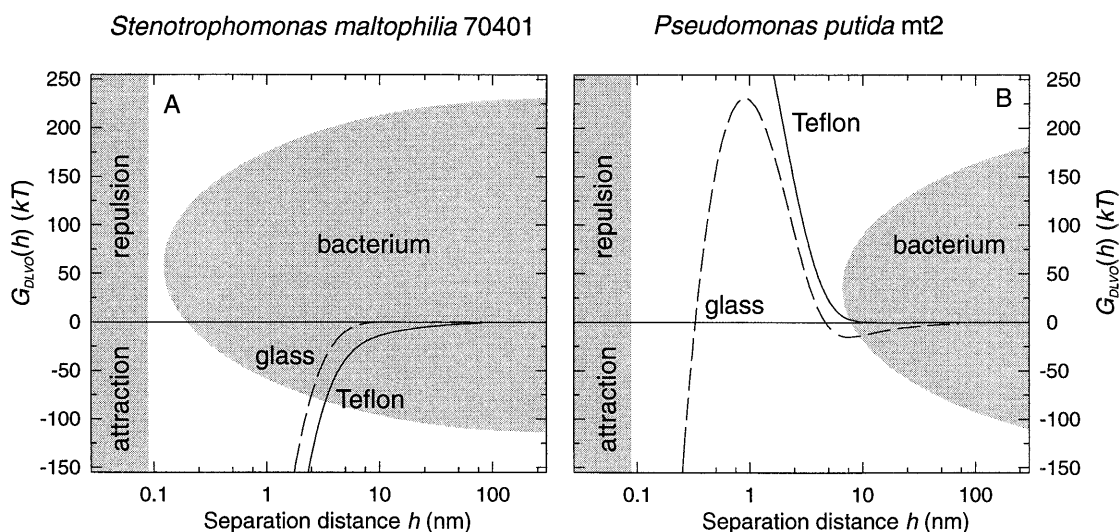 Stenotrophomonas maltophilia 70401
Pseudomonas putida mt2
A
B
250
200
150
100
50
0
-50
-100
-150
G_DLVO(h) (kT)
repulsion
attraction
bacterium
glass
Teflon
0.1
1
10
100
Separation distance h (nm)
repulsion
attraction
Teflon
glass
bacterium
0.1
1
10
100
Separation distance h (nm)
250
200
150
100
50
0
-50
-100
-150
G_DLVO(h) (kT)